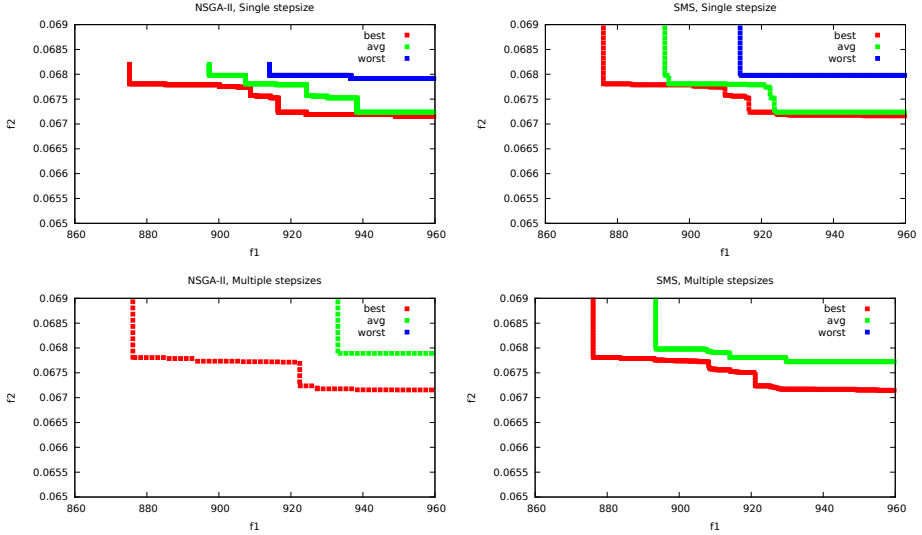 NSGA-II, Single stepsize
0.069
0.0685
0.068
0.0675
0.067
0.0665
0.066
0.0655
0.065
f2
860
880
900
920
940
960
f1
best
avg
worst
SMS, Single stepsize
0.069
0.0685
0.068
0.0675
0.067
0.0665
0.066
0.0655
0.065
f2
860
880
900
920
940
960
f1
best
avg
worst
NSGA-II, Multiple stepsizes
0.069
0.0685
0.068
0.0675
0.067
0.0665
0.066
0.0655
0.065
f2
860
880
900
920
940
960
f1
best
avg
worst
SMS, Multiple stepsizes
0.069
0.0685
0.068
0.0675
0.067
0.0665
0.066
0.0655
0.065
f2
860
880
900
920
940
960
f1
best
avg
worst